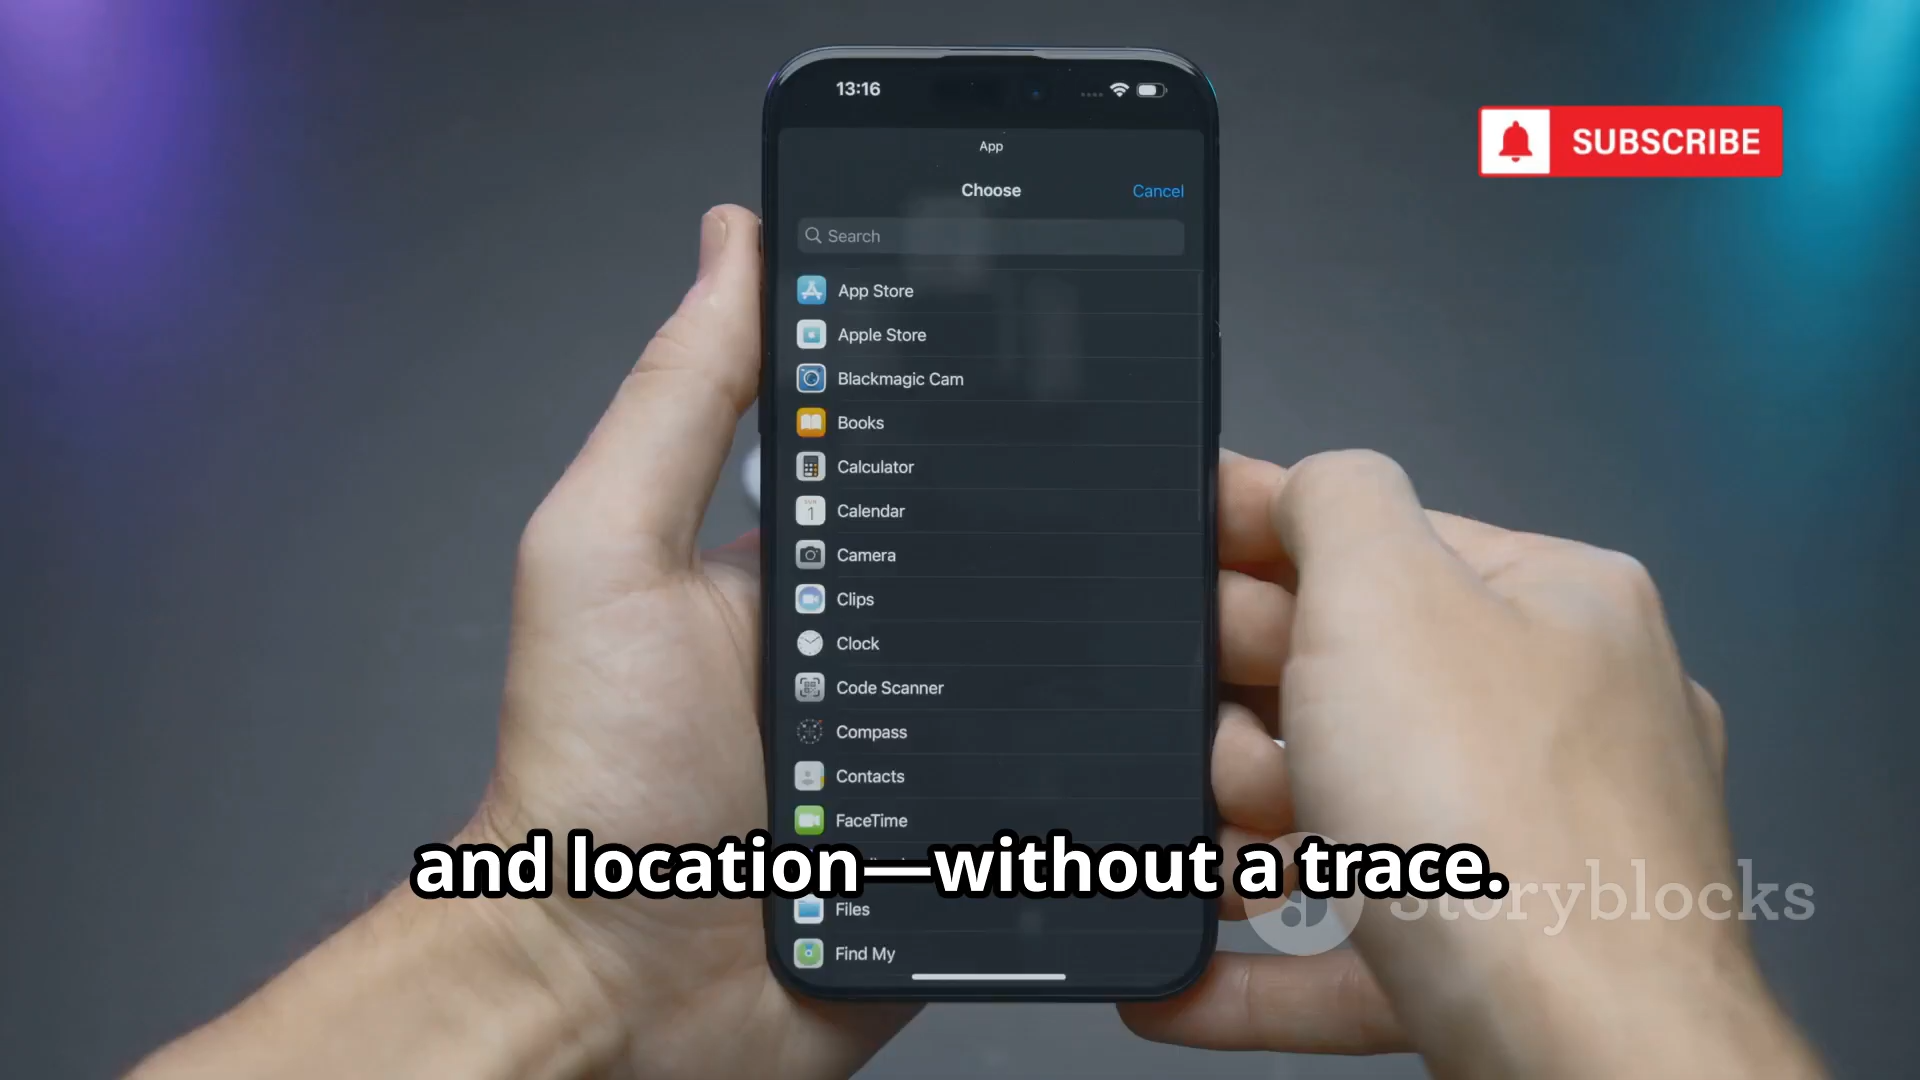 13:16
App
Choose
Cancel
Search
SUBSCRIBE
App Store
Apple Store
Blackmagic Cam
Books
Calculator
Calendar
1
Camera
Clips
Clock
Code Scanner
Compass
Contacts
FaceTime
and location—without a trace.
Storyblocks
Files
Find My